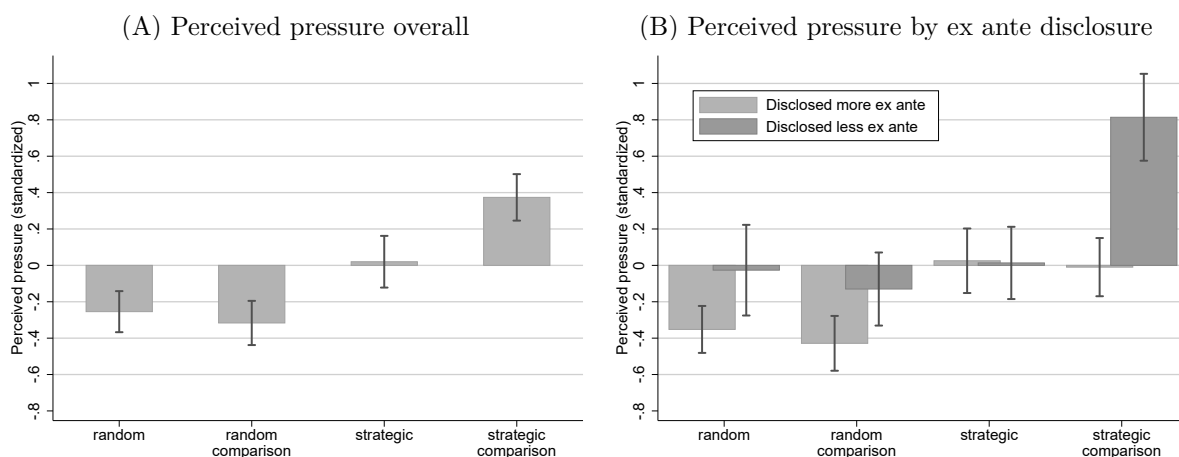 (A) Perceived pressure overall
Perceived pressure (standardized)
1
.8
.6
.4
.2
0
-.2
-.4
-.6
-.8
random
random
comparison
strategic
strategic
comparison
(B) Perceived pressure by ex ante disclosure
Perceived pressure (standardized)
1
.8
.6
.4
.2
0
-.2
-.4
-.6
-.8
Disclosed more ex ante
Disclosed less ex ante
random
random
comparison
strategic
strategic
comparison